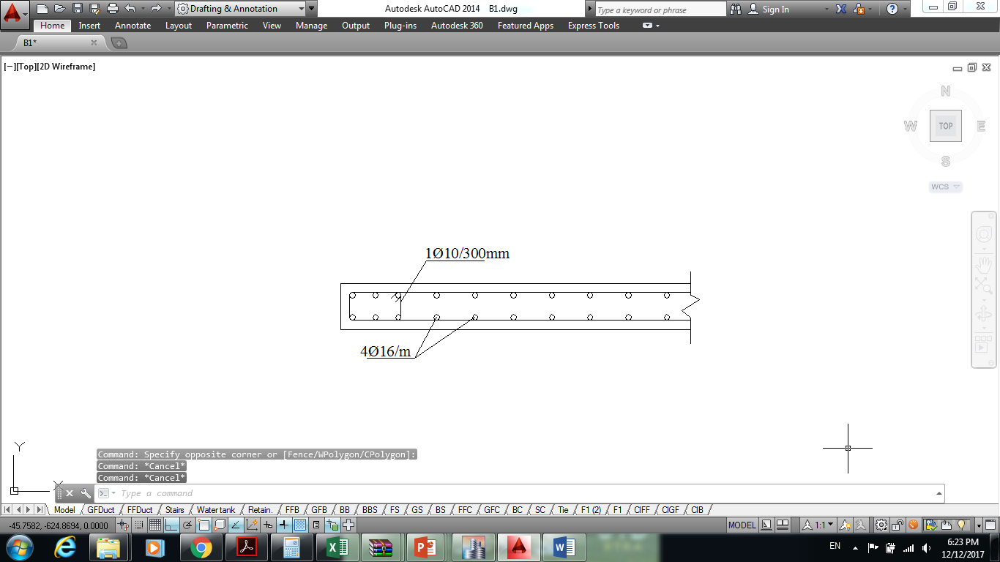 Drafting & Annotation
Autodesk AutoCAD 2014 B1.dwg
Type a keyword or phrase
Sign In
Home Insert Annotate Layout Parametric View Manage Output Plug-ins Autodesk 360 Featured Apps Express Tools
B1*
[−][Top][2D Wireframe]
N
W TOP E
S
WCS
1Ø10/300mm
4Ø16/m
Y
X
Command: Specify opposite corner or [Fence/WPolygon/CPolygon]:
Command: *Cancel*
Command: *Cancel*
Type a command
Model GFDuct FFDuct Stairs Water tank Retain. FFB GFB BB BBS FS GS BS FFC GFC BC SC Tie F1 (2) F1 CIFF CIGF CIB
-45.7582, -624.8694, 0.0000
MODEL
1:1
EN
6:23 PM
12/12/2017